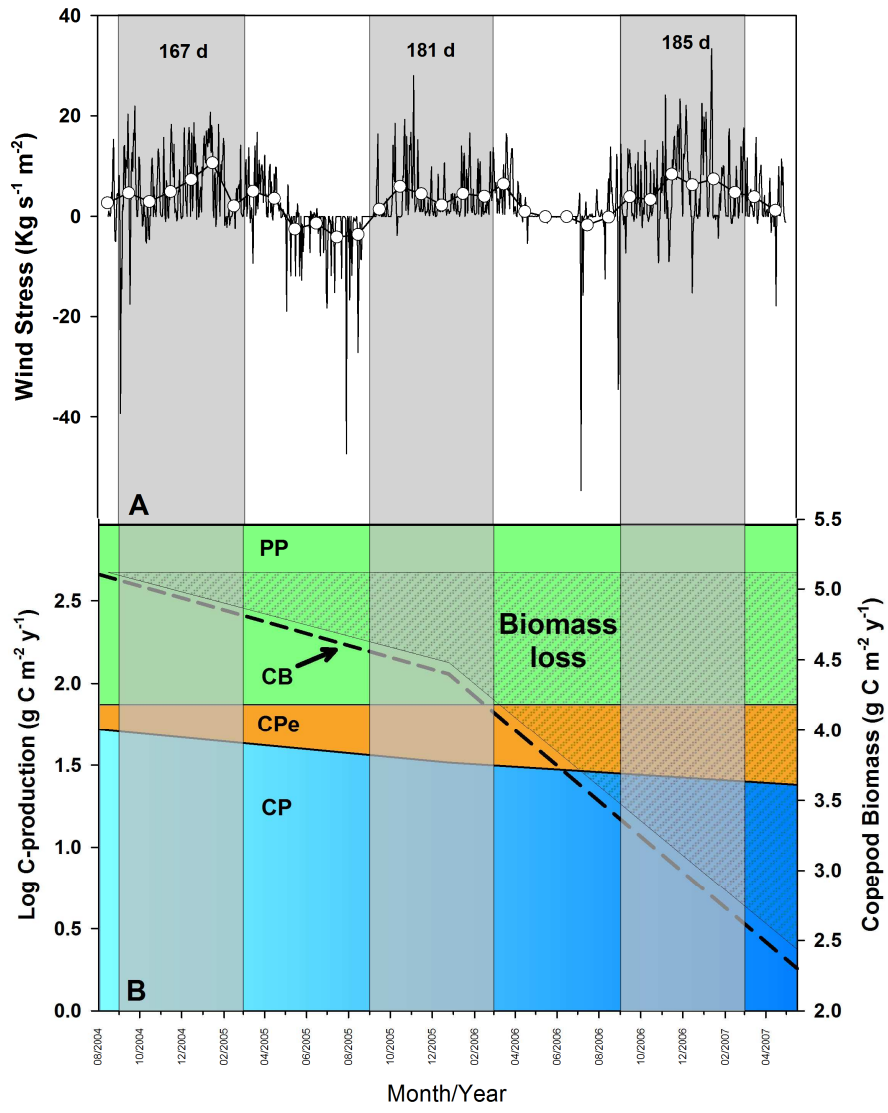 40
20
0
-20
-40
Wind Stress (Kg s⁻¹ m⁻²)
167 d
181 d
185 d
A
PP
Biomass
loss
CB
CPe
CP
B
2.5
2.0
1.5
1.0
0.5
0.0
Log C-production (g C m⁻² y⁻¹)
5.5
5.0
4.5
4.0
3.5
3.0
2.5
2.0
Copepod Biomass (g C m⁻² y⁻¹)
08/2004
10/2004
12/2004
02/2005
04/2005
06/2005
08/2005
10/2005
12/2005
02/2006
04/2006
06/2006
08/2006
10/2006
12/2006
02/2007
04/2007
Month/Year